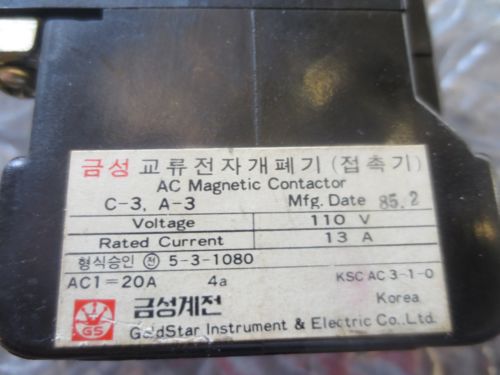 금성 교류전자개폐기 (접촉기)
AC Magnetic Contactor
C-3, A-3 Mfg. Date 85.2
Voltage 110 V
Rated Current 13 A
형식승인 전 5-3-1080
AC1=20A 4a KSC AC 3-1-0
금성계전 Korea
GS GoldStar Instrument & Electric Co.,Ltd.